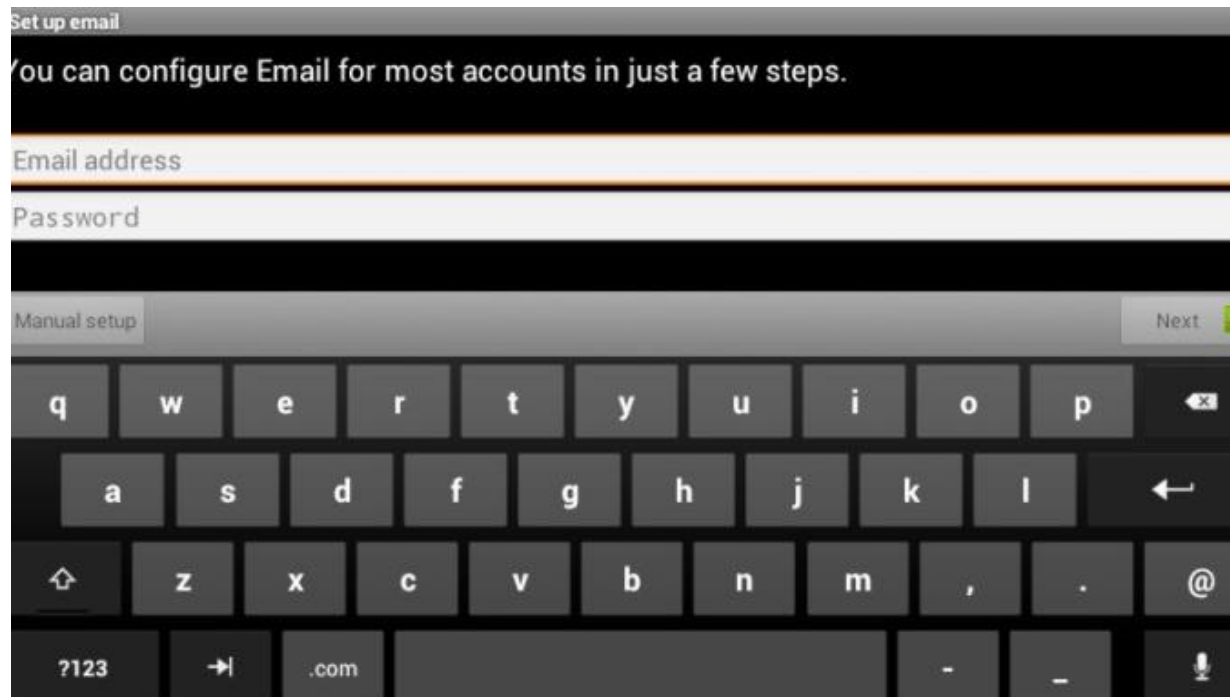 Set up email
You can configure Email for most accounts in just a few steps.
Email address
Password
Manual setup Next
q w e r t y u i o p
a s d f g h j k l
z x c v b n m , . @
?123 .com - _